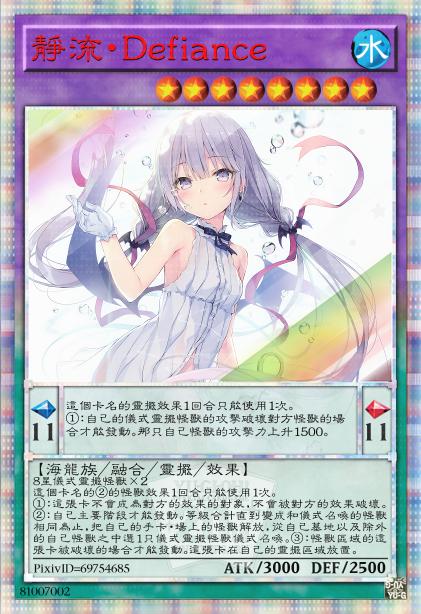 靜流・Defiance
水
這個卡名的靈擺效果1回合只能使用1次。
①：自己的儀式靈擺怪獸的攻擊破壞對方怪獸的場
合才能發動。那只自己怪獸的攻擊力上升1500。
11
11
【海龍族／融合／靈擺／效果】
8星儀式靈擺怪獸×2
這個卡名的②的怪獸效果1回合只能使用1次。
①：這張卡不會成為對方的效果的對象，不會被對方的效果破壞。
②：自己主要階段才能發動。等級合計直到變成和儀式召喚的怪獸
相同為止，把自己的手卡・場上的怪獸解放，從自己墓地以及除外
的自己怪獸之中選1只儀式靈擺怪獸儀式召喚。③：怪獸區域的這
張卡被破壞的場合才能發動。這張卡在自己的靈擺區域放置。
PixivID=69754685
ATK/3000 DEF/2500
81007002